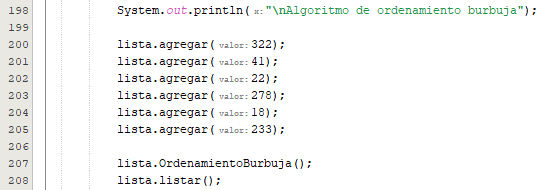 198 System.out.println( x: "\nAlgoritmo de ordenamiento burbuja");
199
200 lista.agregar( valor: 322);
201 lista.agregar( valor: 41);
202 lista.agregar( valor: 22);
203 lista.agregar( valor: 278);
204 lista.agregar( valor: 18);
205 lista.agregar( valor: 233);
206
207 lista.OrdenamientoBurbuja();
208 lista.listar();